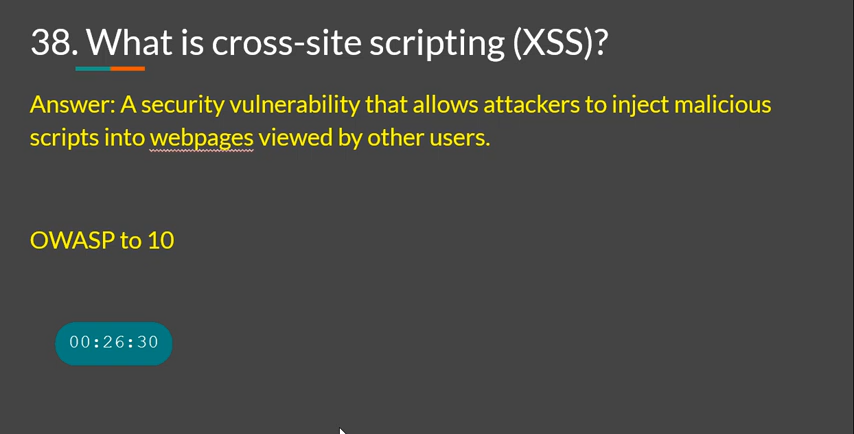 38. What is cross-site scripting (XSS)?
Answer: A security vulnerability that allows attackers to inject malicious
scripts into webpages viewed by other users.
OWASP to 10
00:26:30